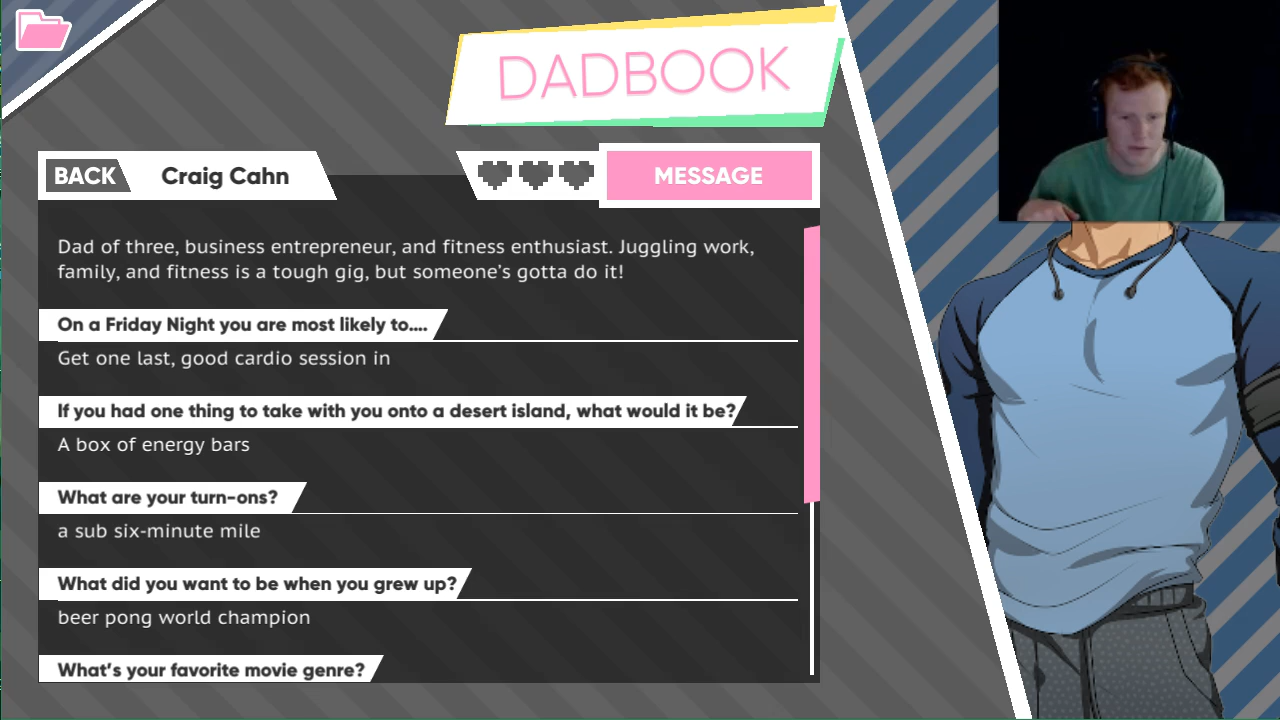 DADBOOK
BACK Craig Cahn MESSAGE
Dad of three, business entrepreneur, and fitness enthusiast. Juggling work,
family, and fitness is a tough gig, but someone's gotta do it!
On a Friday Night you are most likely to....
Get one last, good cardio session in
If you had one thing to take with you onto a desert island, what would it be?
A box of energy bars
What are your turn-ons?
a sub six-minute mile
What did you want to be when you grew up?
beer pong world champion
What's your favorite movie genre?